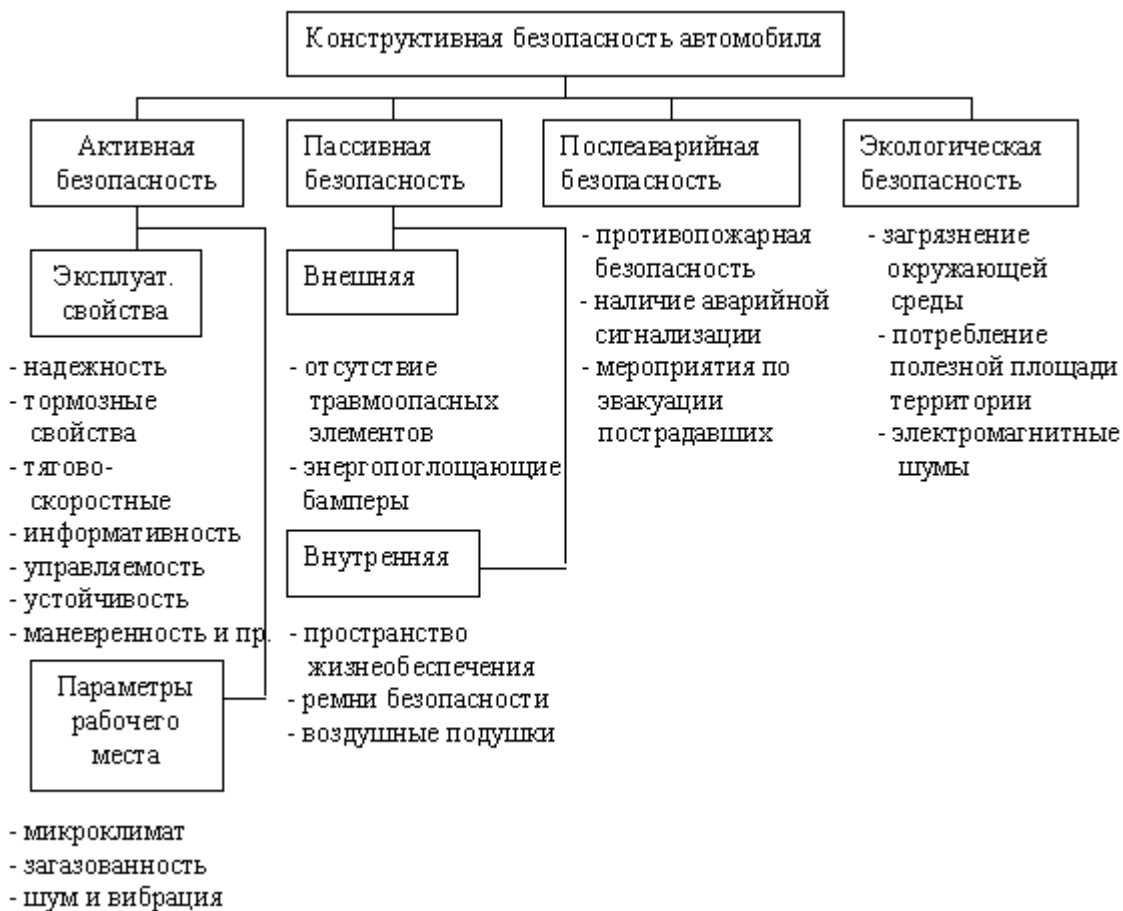 Конструктивная безопасность автомобиля
Активная
безопасность
Эксплуат.
свойства
- надежность
- тормозные
свойства
- тягово-
скоростные
- информативность
- управляемость
- устойчивость
- маневренность и пр.
Параметры
рабочего
места
- микроклимат
- загазованность
- шум и вибрация
Пассивная
безопасность
Внешняя
- отсутствие
травмоопасных
элементов
- энергопоглощающие
бамперы
Внутренняя
- пространство
жизнеобеспечения
- ремни безопасности
- воздушные подушки
Послеаварийная
безопасность
- противопожарная
безопасность
- наличие аварийной
сигнализации
- мероприятия по
эвакуации
пострадавших
Экологическая
безопасность
- загрязнение
окружающей
среды
- потребление
полезной площади
территории
- электромагнитные
шумы